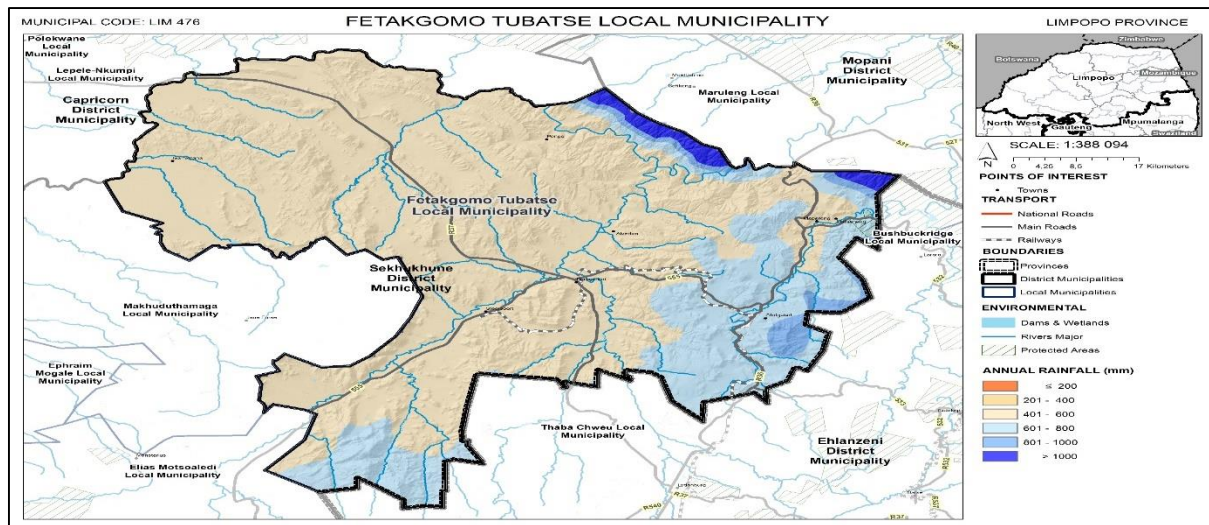 MUNICIPAL CODE: LIM 476
FETAKGOMO TUBATSE LOCAL MUNICIPALITY
LIMPOPO PROVINCE
Polokwane
Local
Municipality
Lepele-Nkumpi
Local Municipality
Capricorn
District
Municipality
Mopani
District
Municipality
Maruleng Local
Municipality
Fetakgomo Tubatse
Local Municipality
Sekhukhune
District
Municipality
Bushbuckridge
Local Municipality
Makhuduthamaga
Local Municipality
Ephraim
Mogale Local
Municipality
Elias Motsoaledi
Local Municipality
Thaba Chweu Local
Municipality
Ehlanzeni
District
Municipality
R37
R555
R540
R37
Zimbabwe
Botswana
Limpopo
Mozambique
North West
Gauteng
Mpumalanga
Swaziland
SCALE: 1:388 094
N
0 4,25 8,5 17 Kilometers
POINTS OF INTEREST
Towns
TRANSPORT
National Roads
Main Roads
Railways
BOUNDARIES
Provinces
District Municipalities
Local Municipalities
ENVIRONMENTAL
Dams & Wetlands
Rivers Major
Protected Areas
ANNUAL RAINFALL (mm)
≤ 200
201 - 400
401 - 600
601 - 800
801 - 1000
> 1000